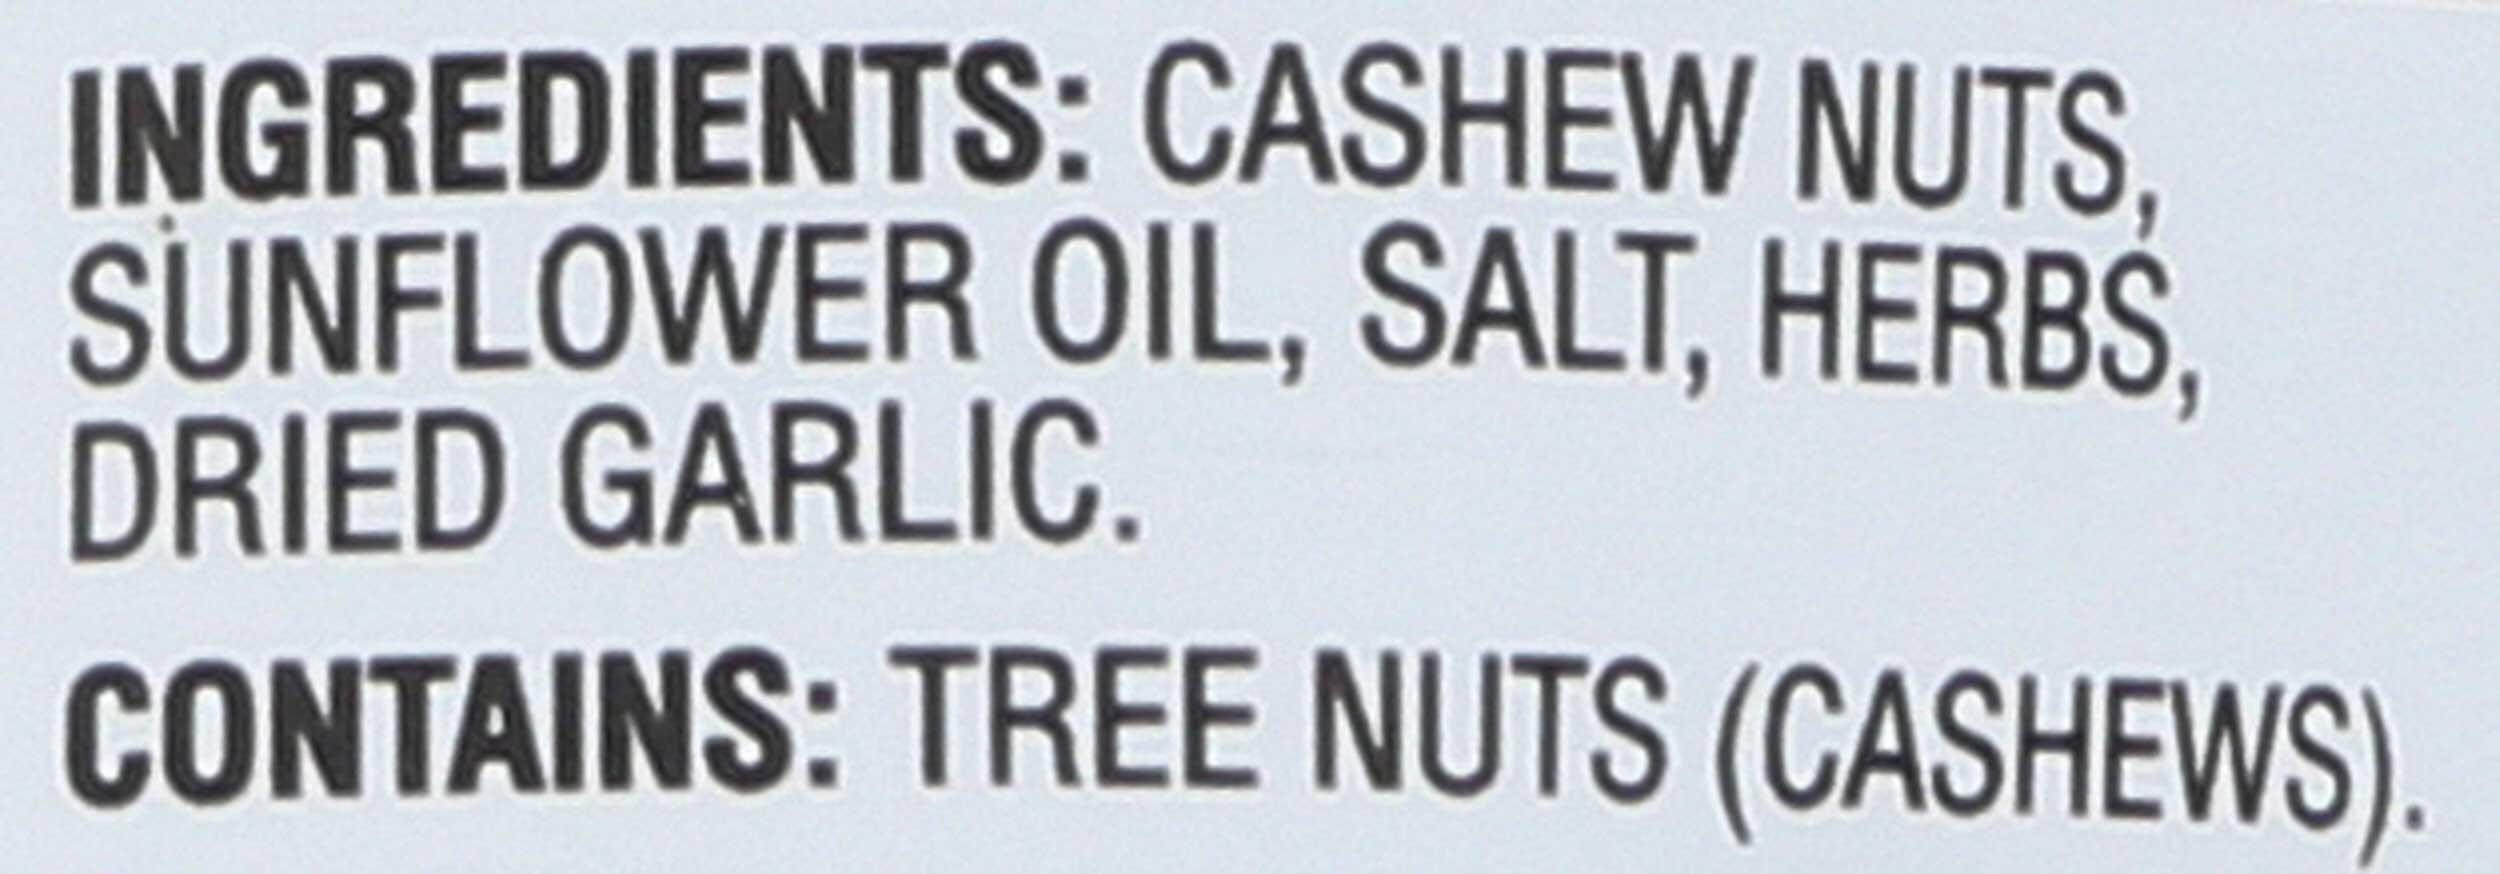 INGREDIENTS: CASHEW NUTS,
SUNFLOWER OIL, SALT, HERBS,
DRIED GARLIC.
CONTAINS: TREE NUTS (CASHEWS).